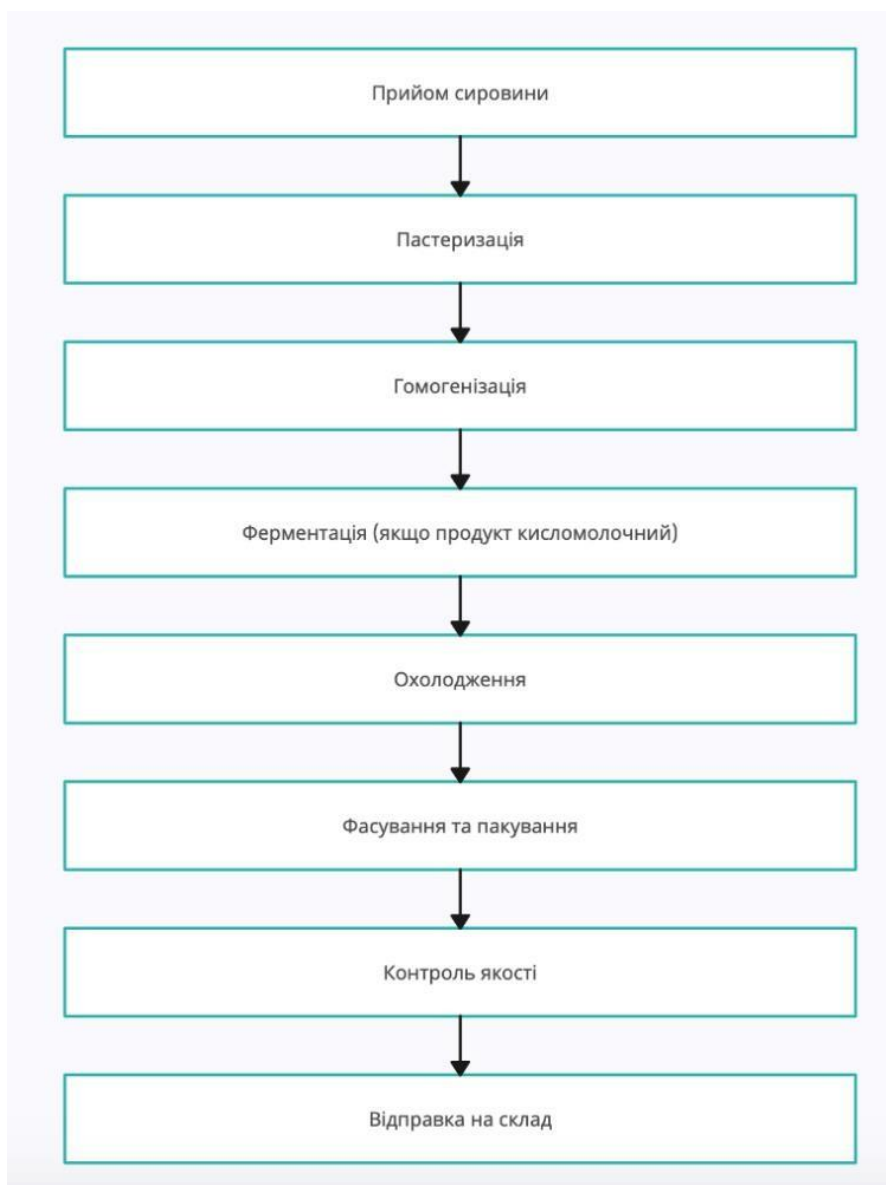 Прийом сировини
Пастеризація
Гомогенізація
Ферментація (якщо продукт кисломолочний)
Охолодження
Фасування та пакування
Контроль якості
Відправка на склад